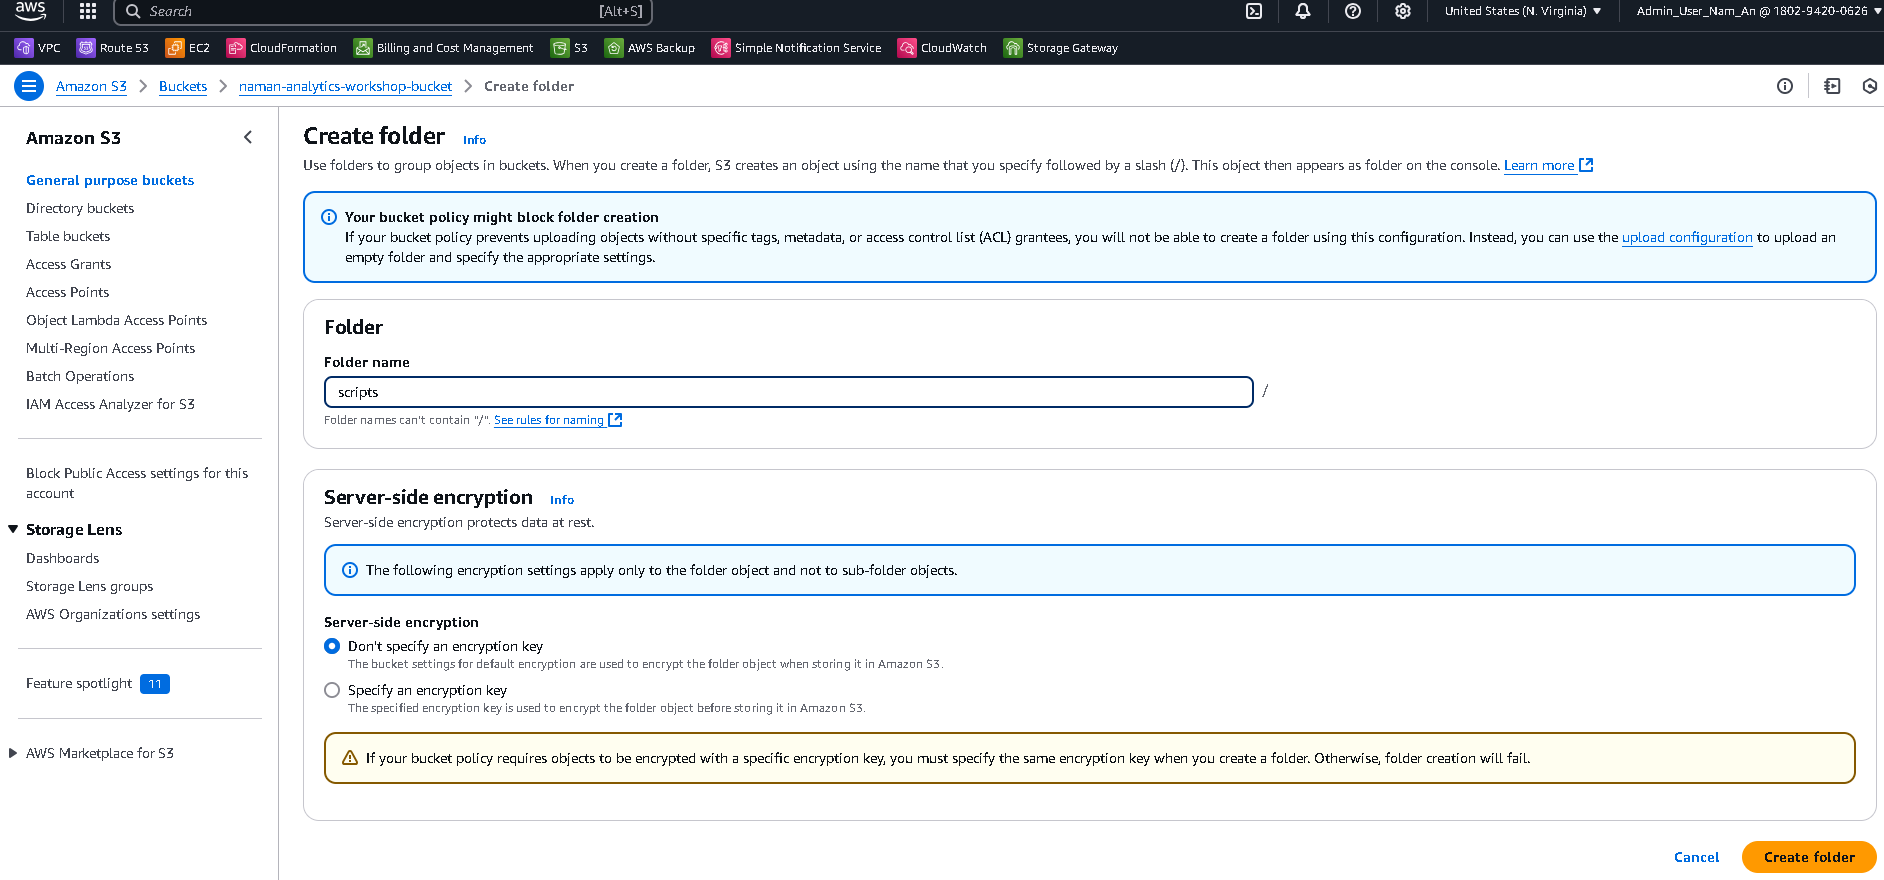 aws
Search [Alt+S] United States (N. Virginia) Admin_User_Nam_An @ 1802-9420-0626
VPC Route 53 EC2 CloudFormation Billing and Cost Management S3 AWS Backup Simple Notification Service CloudWatch Storage Gateway
Amazon S3 > Buckets > naman-analytics-workshop-bucket > Create folder
Amazon S3
General purpose buckets
Directory buckets
Table buckets
Access Grants
Access Points
Object Lambda Access Points
Multi-Region Access Points
Batch Operations
IAM Access Analyzer for S3
Block Public Access settings for this
account
Storage Lens
Dashboards
Storage Lens groups
AWS Organizations settings
Feature spotlight 11
AWS Marketplace for S3
Create folder Info
Use folders to group objects in buckets. When you create a folder, S3 creates an object using the name that you specify followed by a slash (/). This object then appears as folder on the console. Learn more
Your bucket policy might block folder creation
If your bucket policy prevents uploading objects without specific tags, metadata, or access control list (ACL) grantees, you will not be able to create a folder using this configuration. Instead, you can use the upload configuration to upload an
empty folder and specify the appropriate settings.
Folder
Folder name
scripts /
Folder names can't contain "/". See rules for naming
Server-side encryption Info
Server-side encryption protects data at rest.
The following encryption settings apply only to the folder object and not to sub-folder objects.
Server-side encryption
Don't specify an encryption key
The bucket settings for default encryption are used to encrypt the folder object when storing it in Amazon S3.
Specify an encryption key
The specified encryption key is used to encrypt the folder object before storing it in Amazon S3.
If your bucket policy requires objects to be encrypted with a specific encryption key, you must specify the same encryption key when you create a folder. Otherwise, folder creation will fail.
Cancel Create folder